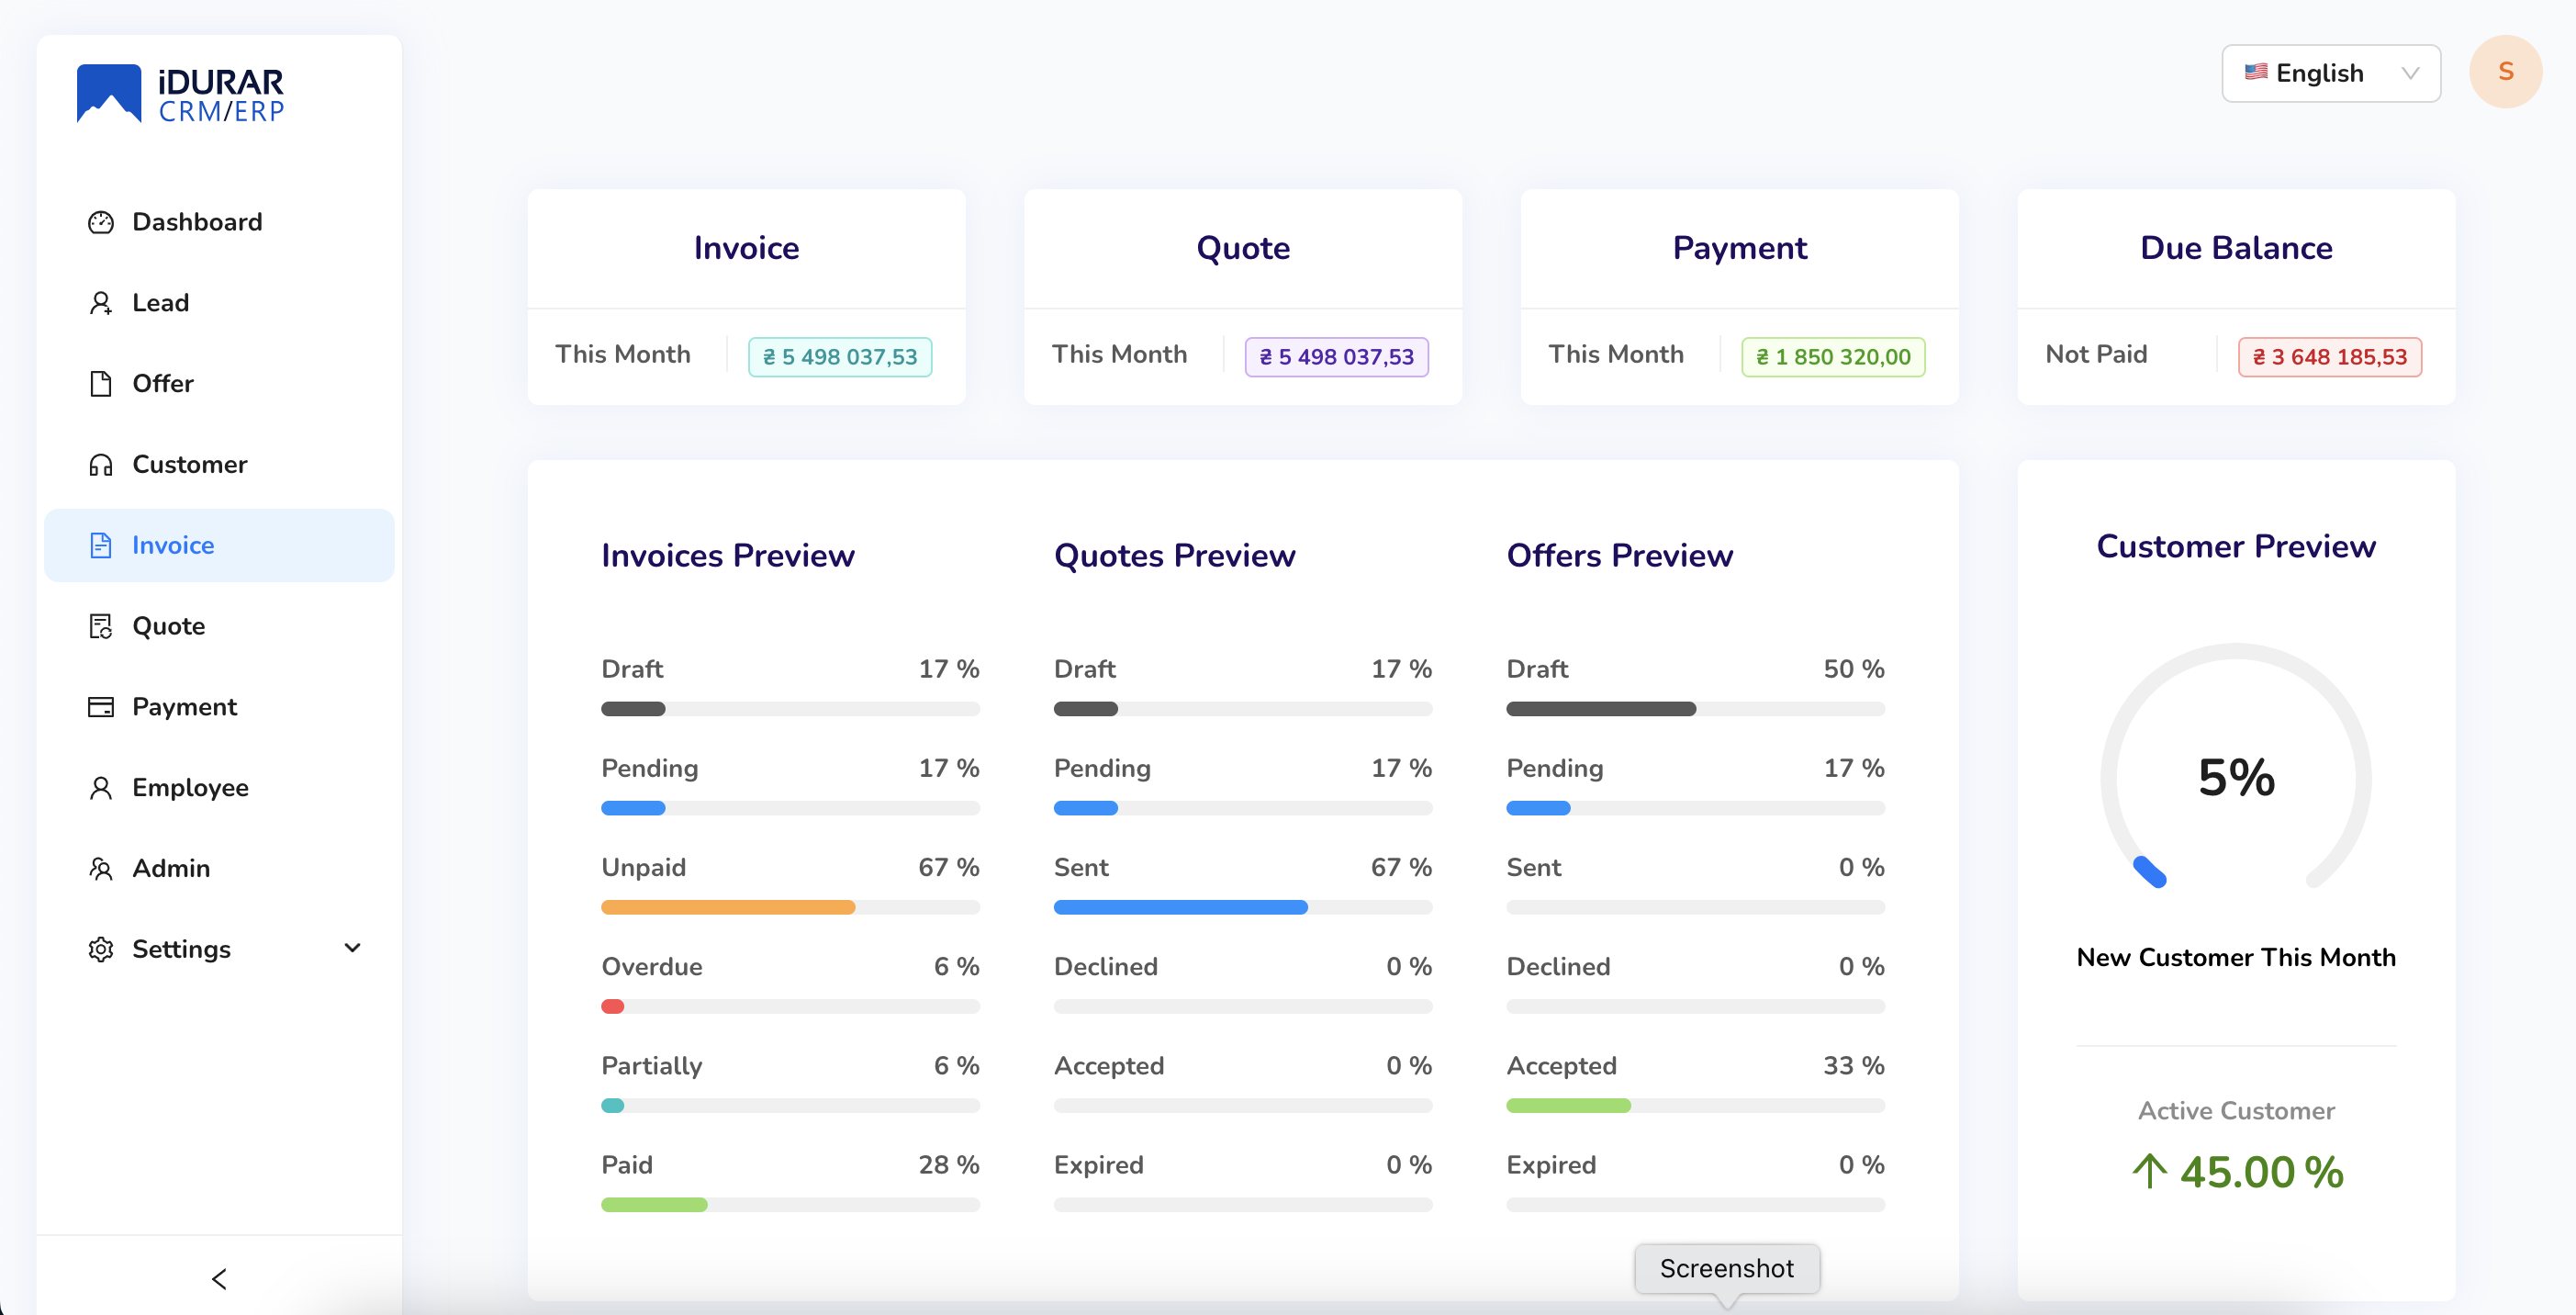 iDURAR
CRM/ERP
Dashboard
Lead
Offer
Customer
Invoice
Quote
Payment
Employee
Admin
Settings
English
S
Invoice
This Month
₴ 5 498 037,53
Quote
This Month
₴ 5 498 037,53
Payment
This Month
₴ 1 850 320,00
Due Balance
Not Paid
₴ 3 648 185,53
Invoices Preview
Draft 17 %
Pending 17 %
Unpaid 67 %
Overdue 6 %
Partially 6 %
Paid 28 %
Quotes Preview
Draft 17 %
Pending 17 %
Sent 67 %
Declined 0 %
Accepted 0 %
Expired 0 %
Offers Preview
Draft 50 %
Pending 17 %
Sent 0 %
Declined 0 %
Accepted 33 %
Expired 0 %
Customer Preview
5%
New Customer This Month
Active Customer
45.00 %
Screenshot